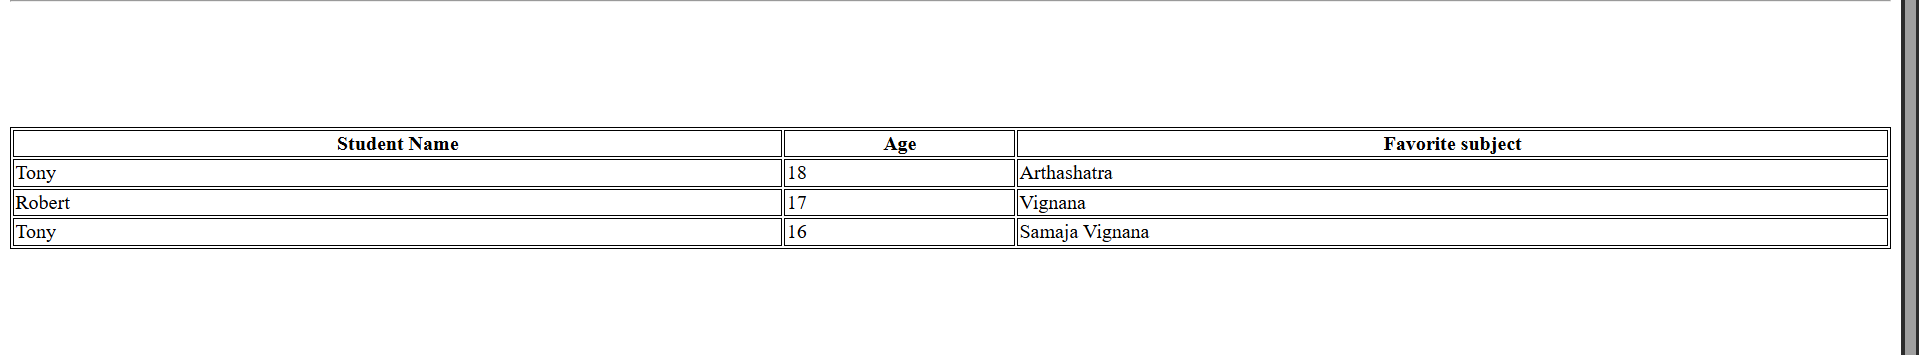 Student Name Age Favorite subject
Tony 18 Arthashatra
Robert 17 Vignana
Tony 16 Samaja Vignana